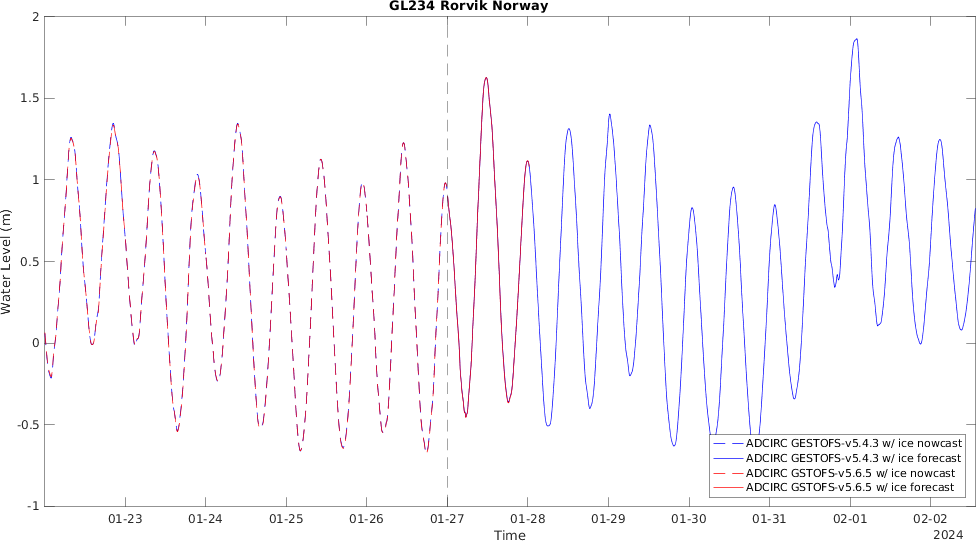 GL234 Rorvik Norway
2
1.5
1
0.5
0
-0.5
-1
Water Level (m)
ADCIRC GESTOFS-v5.4.3 w/ ice nowcast
ADCIRC GESTOFS-v5.4.3 w/ ice forecast
ADCIRC GSTOFS-v5.6.5 w/ ice nowcast
ADCIRC GSTOFS-v5.6.5 w/ ice forecast
01-23 01-24 01-25 01-26 01-27 01-28 01-29 01-30 01-31 02-01 02-02
Time
2024